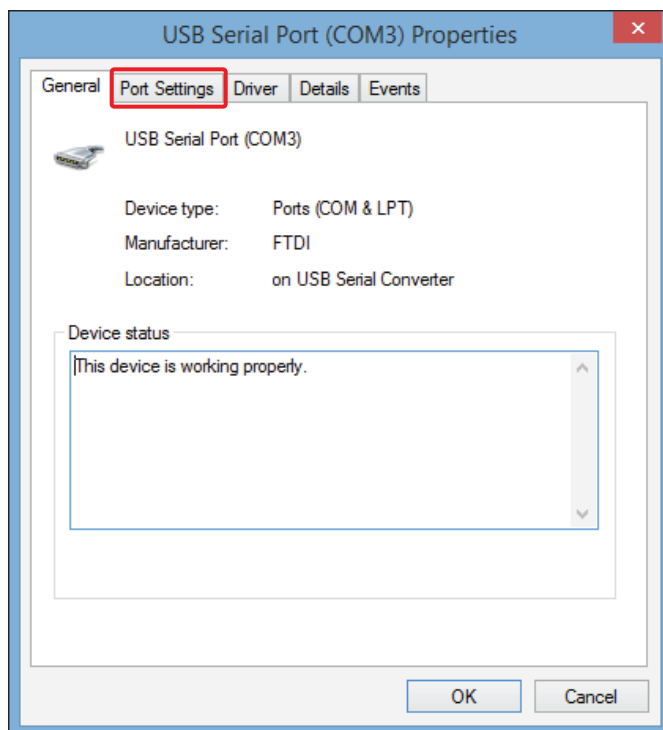 USB Serial Port (COM3) Properties
General Port Settings Driver Details Events
USB Serial Port (COM3)
Device type: Ports (COM & LPT)
Manufacturer: FTDI
Location: on USB Serial Converter
Device status
This device is working properly.
OK Cancel